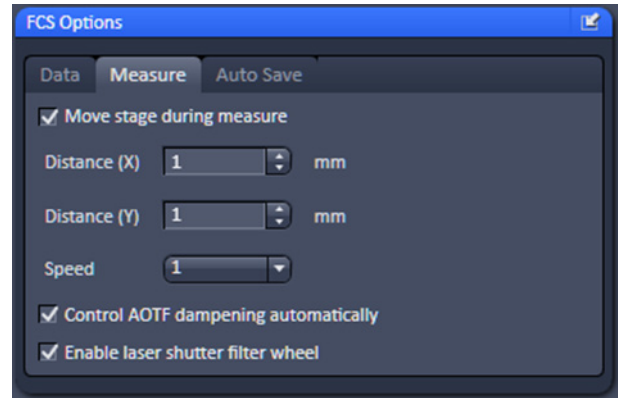 FCS Options
Data Measure Auto Save
Move stage during measure
Distance (X) 1 mm
Distance (Y) 1 mm
Speed 1
Control AOTF dampening automatically
Enable laser shutter filter wheel